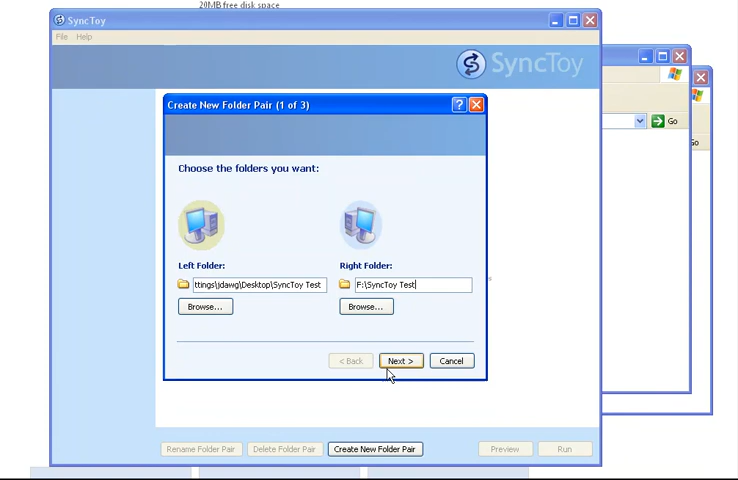 20MB free disk space
SyncToy
File Help
SyncToy
Create New Folder Pair (1 of 3)
Go
Go
Choose the folders you want:
Left Folder:
Right Folder:
ttings\jdawg\Desktop\SyncToy Test
F:\SyncToy Test
Browse...
Browse...
< Back
Next >
Cancel
Rename Folder Pair
Delete Folder Pair
Create New Folder Pair
Preview
Run